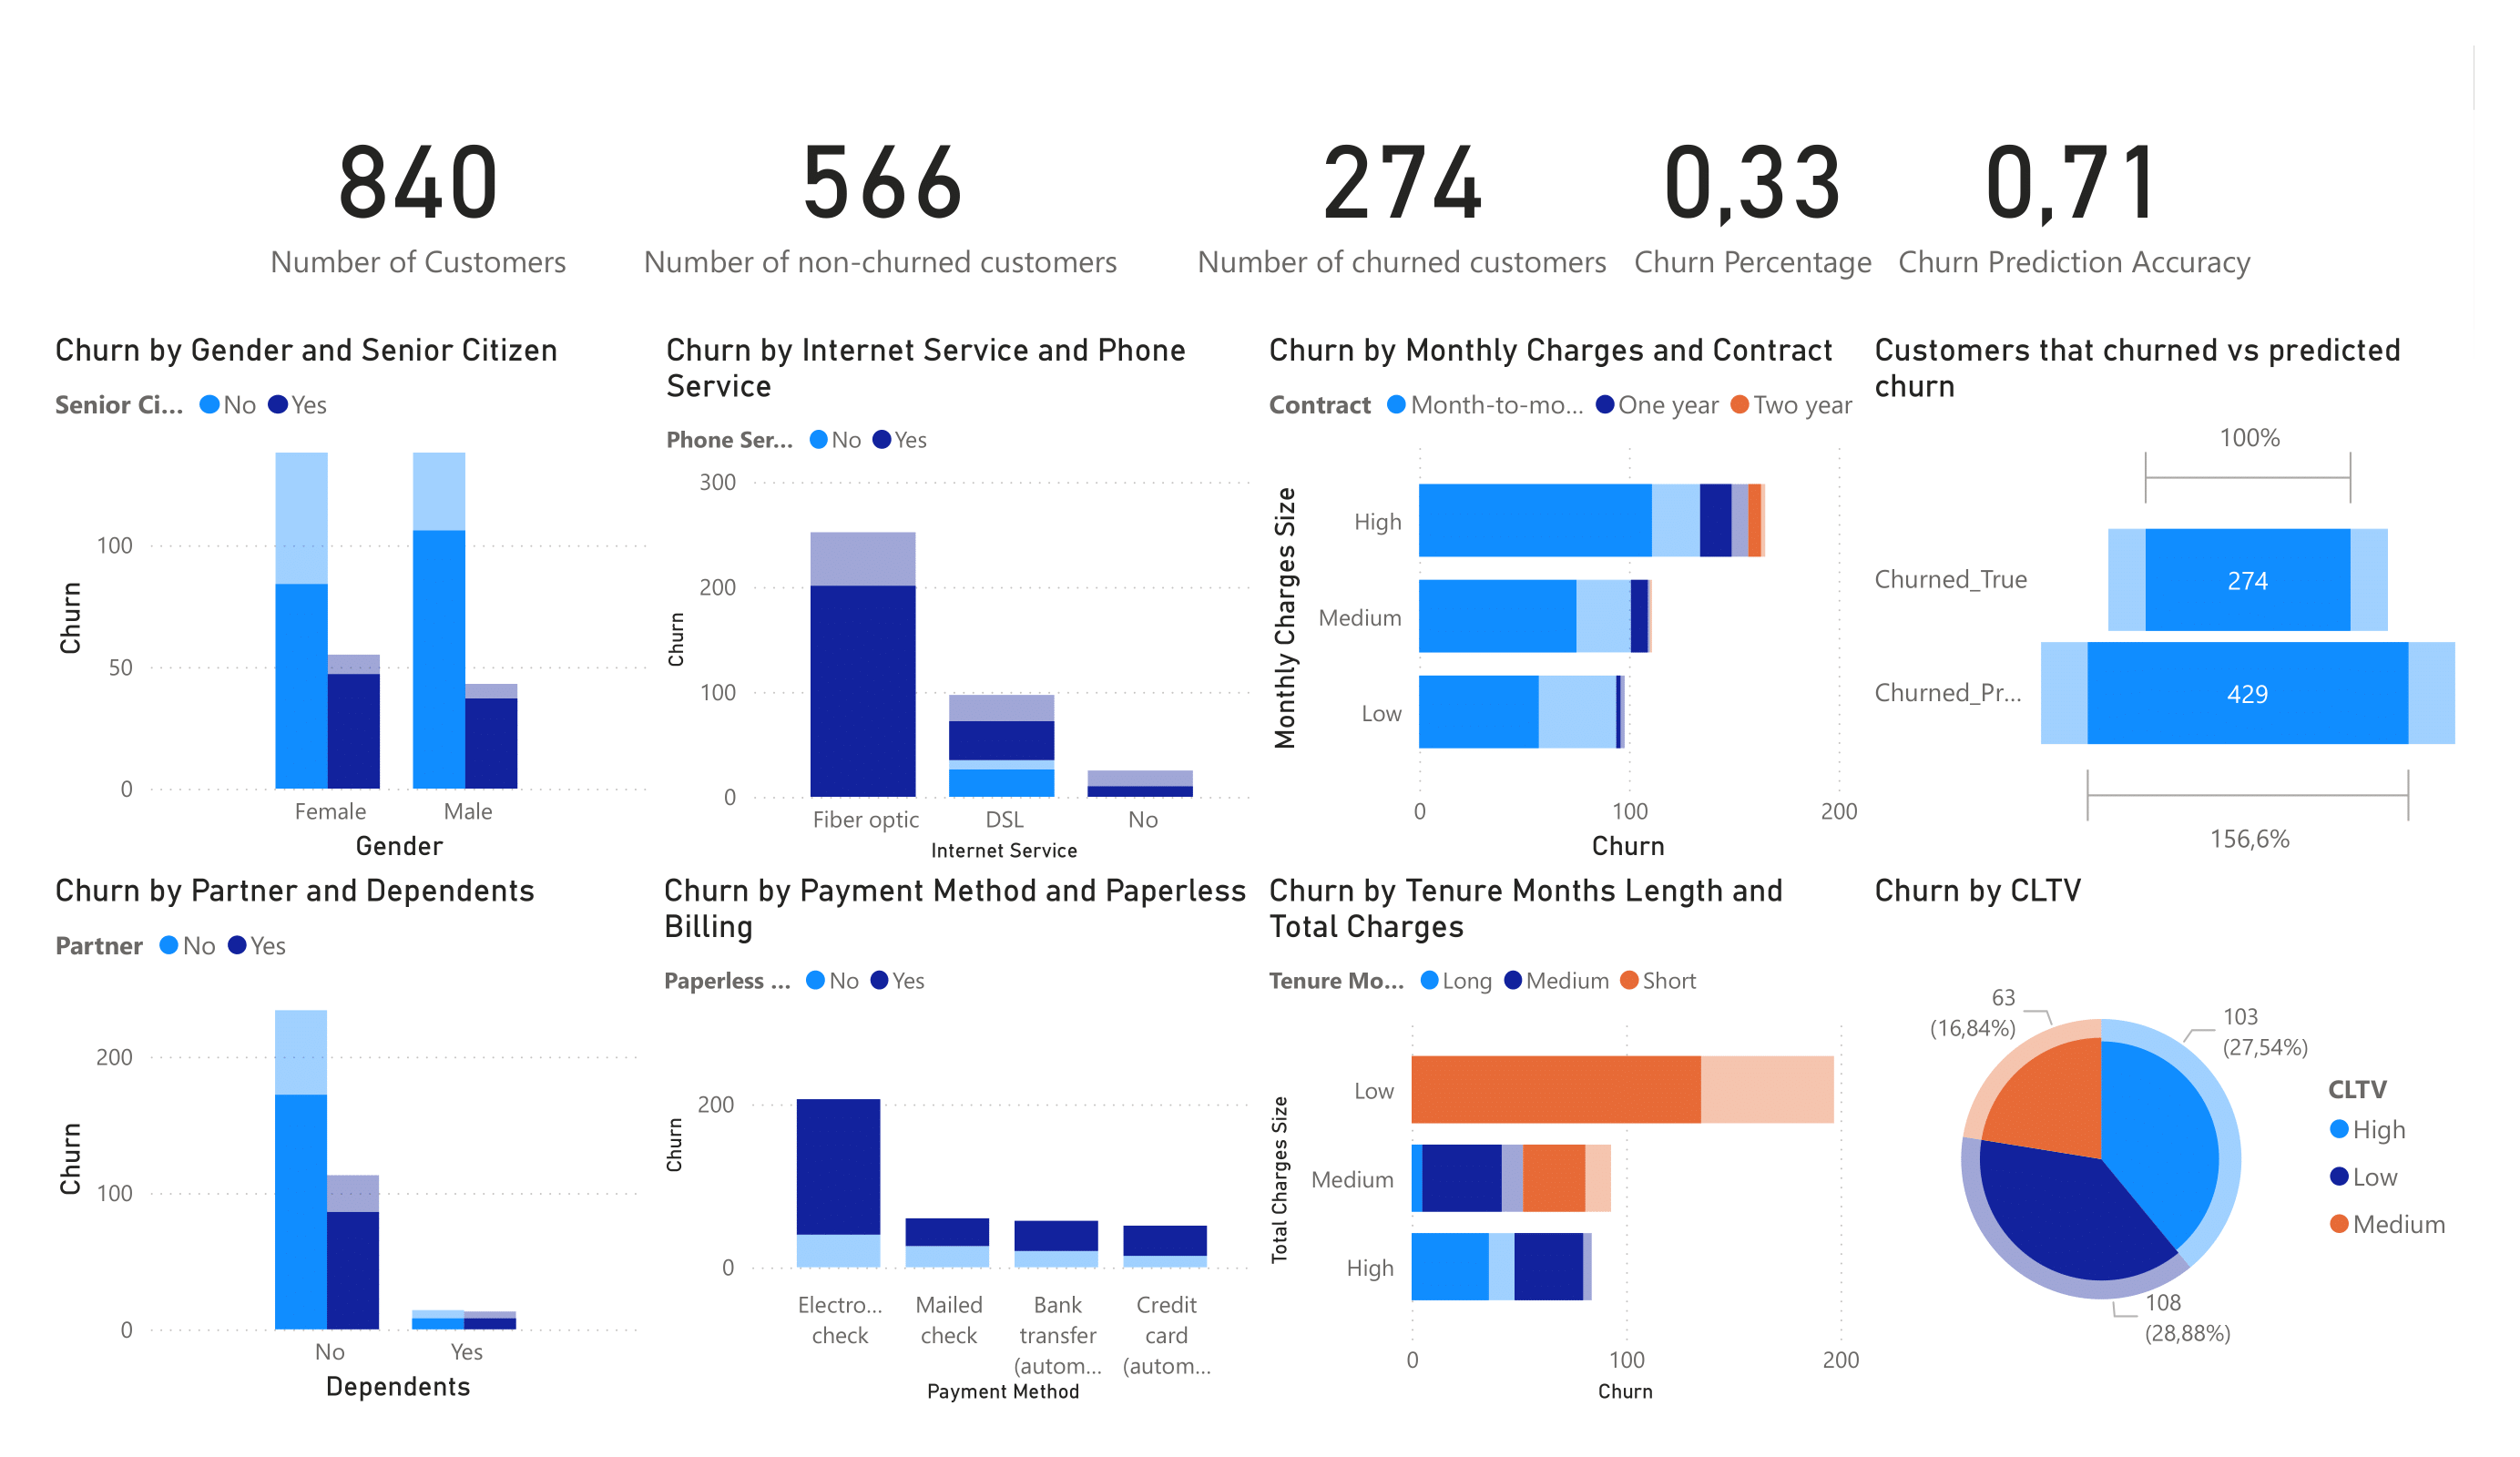 840
Number of Customers
566
Number of non-churned customers
274
Number of churned customers
0,33
Churn Percentage
0,71
Churn Prediction Accuracy
Churn by Gender and Senior Citizen
Senior Ci... No Yes
100
50
0
Churn
Female Male
Gender
Churn by Internet Service and Phone
Service
Phone Ser... No Yes
300
200
100
0
Churn
Fiber optic DSL No
Internet Service
Churn by Monthly Charges and Contract
Contract Month-to-mo... One year Two year
Monthly Charges Size
High
Medium
Low
0 100 200
Churn
Customers that churned vs predicted
churn
100%
Churned_True 274
Churned_Pr... 429
156,6%
Churn by Partner and Dependents
Partner No Yes
200
100
0
Churn
No Yes
Dependents
Churn by Payment Method and Paperless
Billing
Paperless ... No Yes
200
0
Churn
Electro...
check
Mailed
check
Bank
transfer
(autom...
Credit
card
(autom...
Payment Method
Churn by Tenure Months Length and
Total Charges
Tenure Mo... Long Medium Short
Total Charges Size
Low
Medium
High
0 100 200
Churn
Churn by CLTV
63
(16,84%)
103
(27,54%)
108
(28,88%)
CLTV
High
Low
Medium